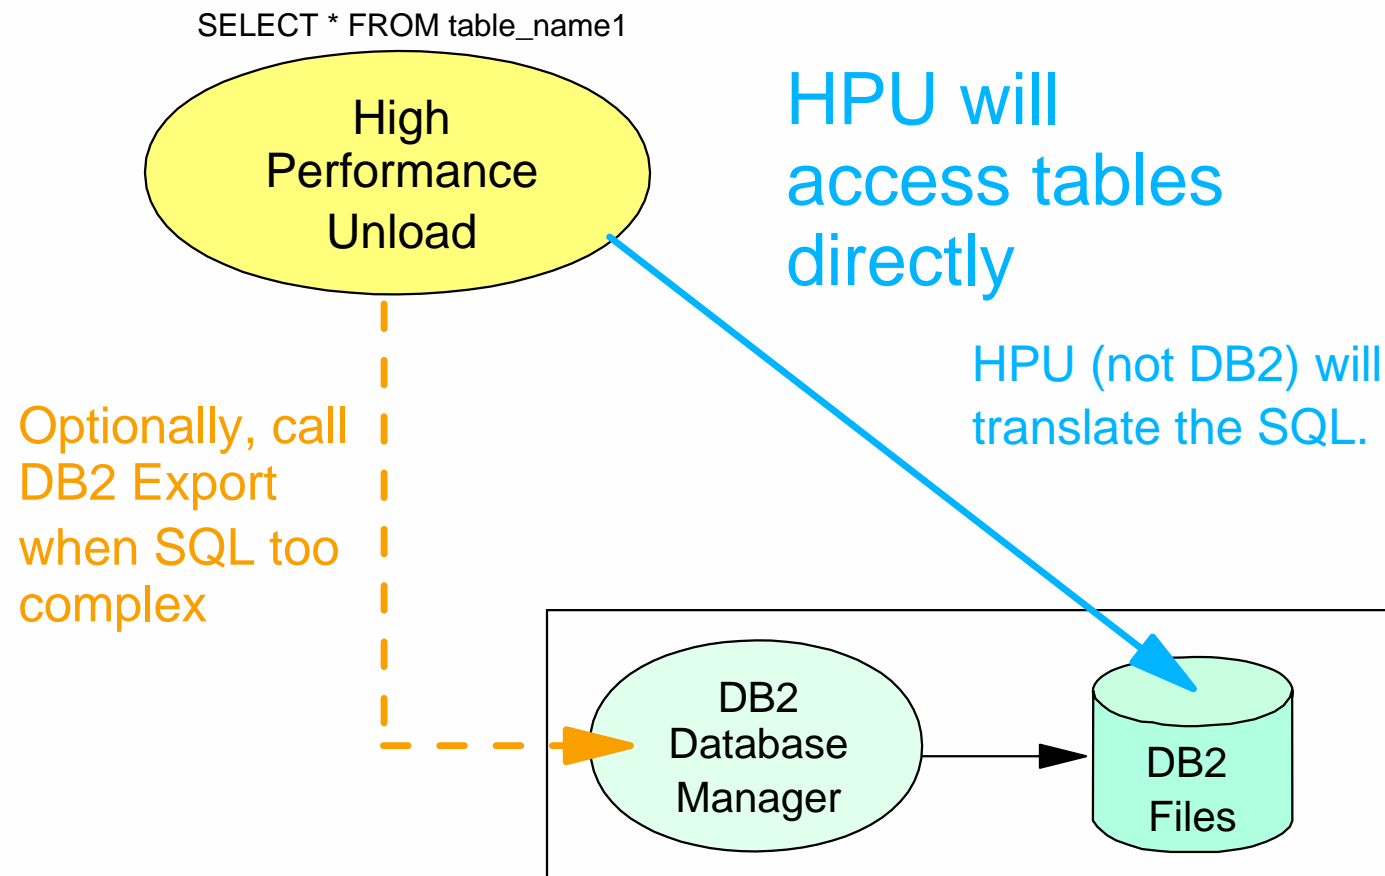 SELECT * FROM table_name1
High
Performance
Unload
HPU will
access tables
directly
HPU (not DB2) will
translate the SQL.
Optionally, call
DB2 Export
when SQL too
complex
DB2
Database
Manager
DB2
Files